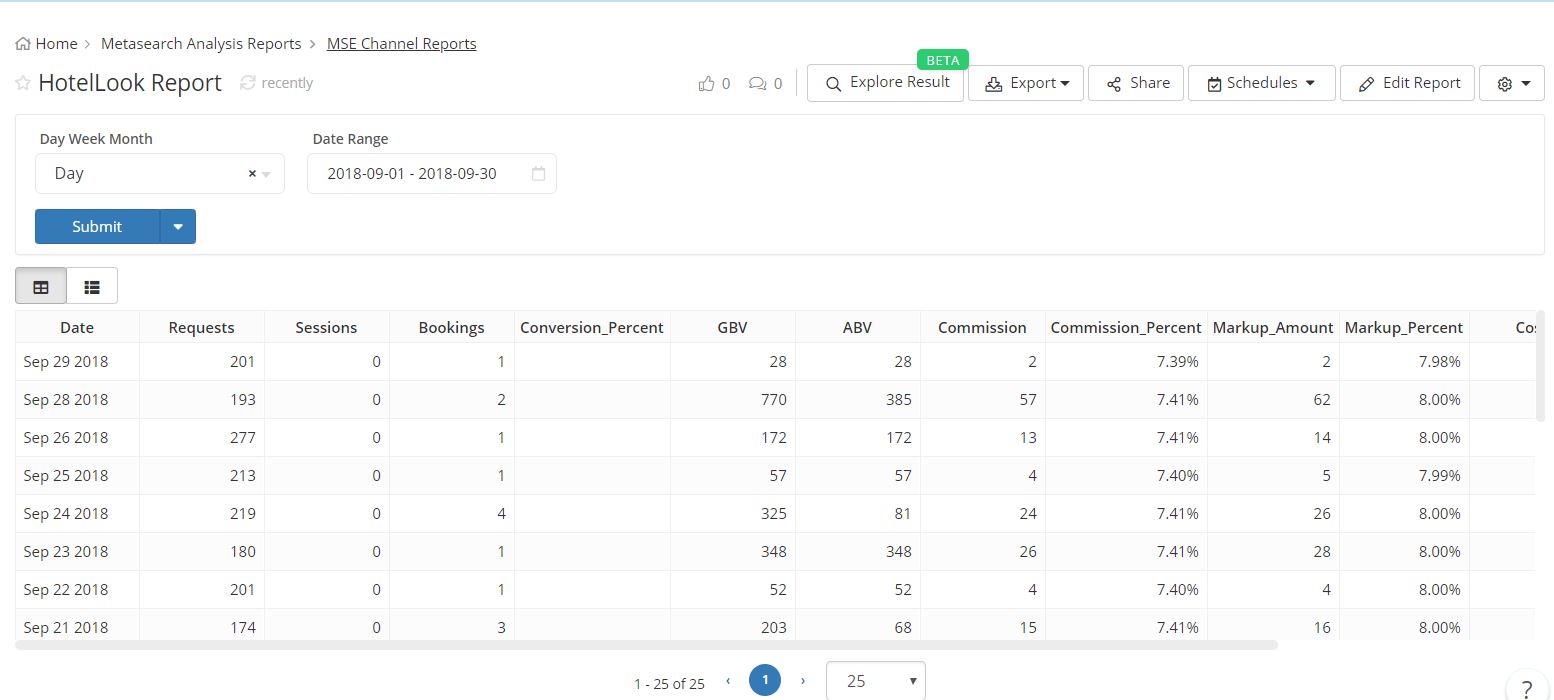 Home > Metasearch Analysis Reports > MSE Channel Reports
HotelLook Report recently 0 0 Explore Result BETA Export Share Schedules Edit Report
Day Week Month Date Range
Day × 2018-09-01 - 2018-09-30
Submit
Date Requests Sessions Bookings Conversion_Percent GBV ABV Commission Commission_Percent Markup_Amount Markup_Percent
Sep 29 2018 201 0 1 28 28 2 7.39% 2 7.98%
Sep 28 2018 193 0 2 770 385 57 7.41% 62 8.00%
Sep 26 2018 277 0 1 172 172 13 7.41% 14 8.00%
Sep 25 2018 213 0 1 57 57 4 7.40% 5 7.99%
Sep 24 2018 219 0 4 325 81 24 7.41% 26 8.00%
Sep 23 2018 180 0 1 348 348 26 7.41% 28 8.00%
Sep 22 2018 201 0 1 52 52 4 7.40% 4 8.00%
Sep 21 2018 174 0 3 203 68 15 7.41% 16 8.00%
1 - 25 of 25 ‹ 1 › 25 ?